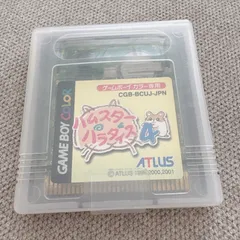 ゲームボーイカラー専用
CGB-BCUJ-JPN
GAME BOY COLOR
ハムスター
パラダイス4
ATLUS
© ATLUS 1999,2000,2001